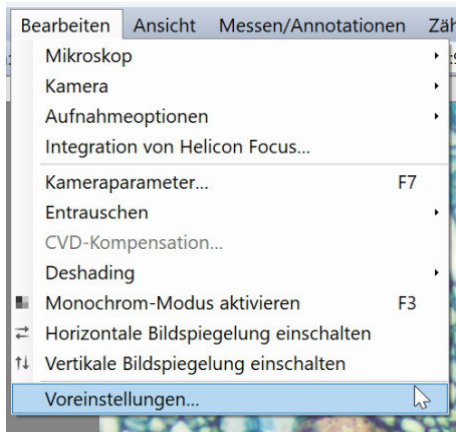 Bearbeiten Ansicht Messen/Annotationen
Mikroskop
Kamera
Aufnahmeoptionen
Integration von Helicon Focus...
Kameraparameter... F7
Entrauschen
CVD-Kompensation...
Deshading
Monochrom-Modus aktivieren F3
Horizontale Bildspiegelung einschalten
Vertikale Bildspiegelung einschalten
Voreinstellungen...